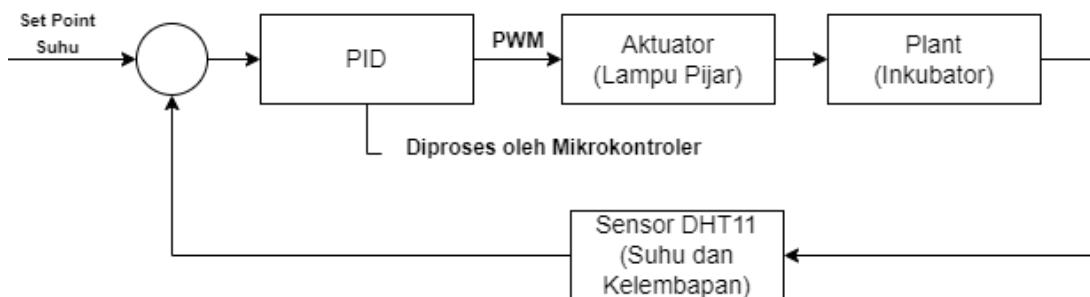 Set Point
Suhu
PID
PWM
Aktuator
(Lampu Pijar)
Plant
(Inkubator)
Diproses oleh Mikrokontroler
Sensor DHT11
(Suhu dan
Kelembapan)